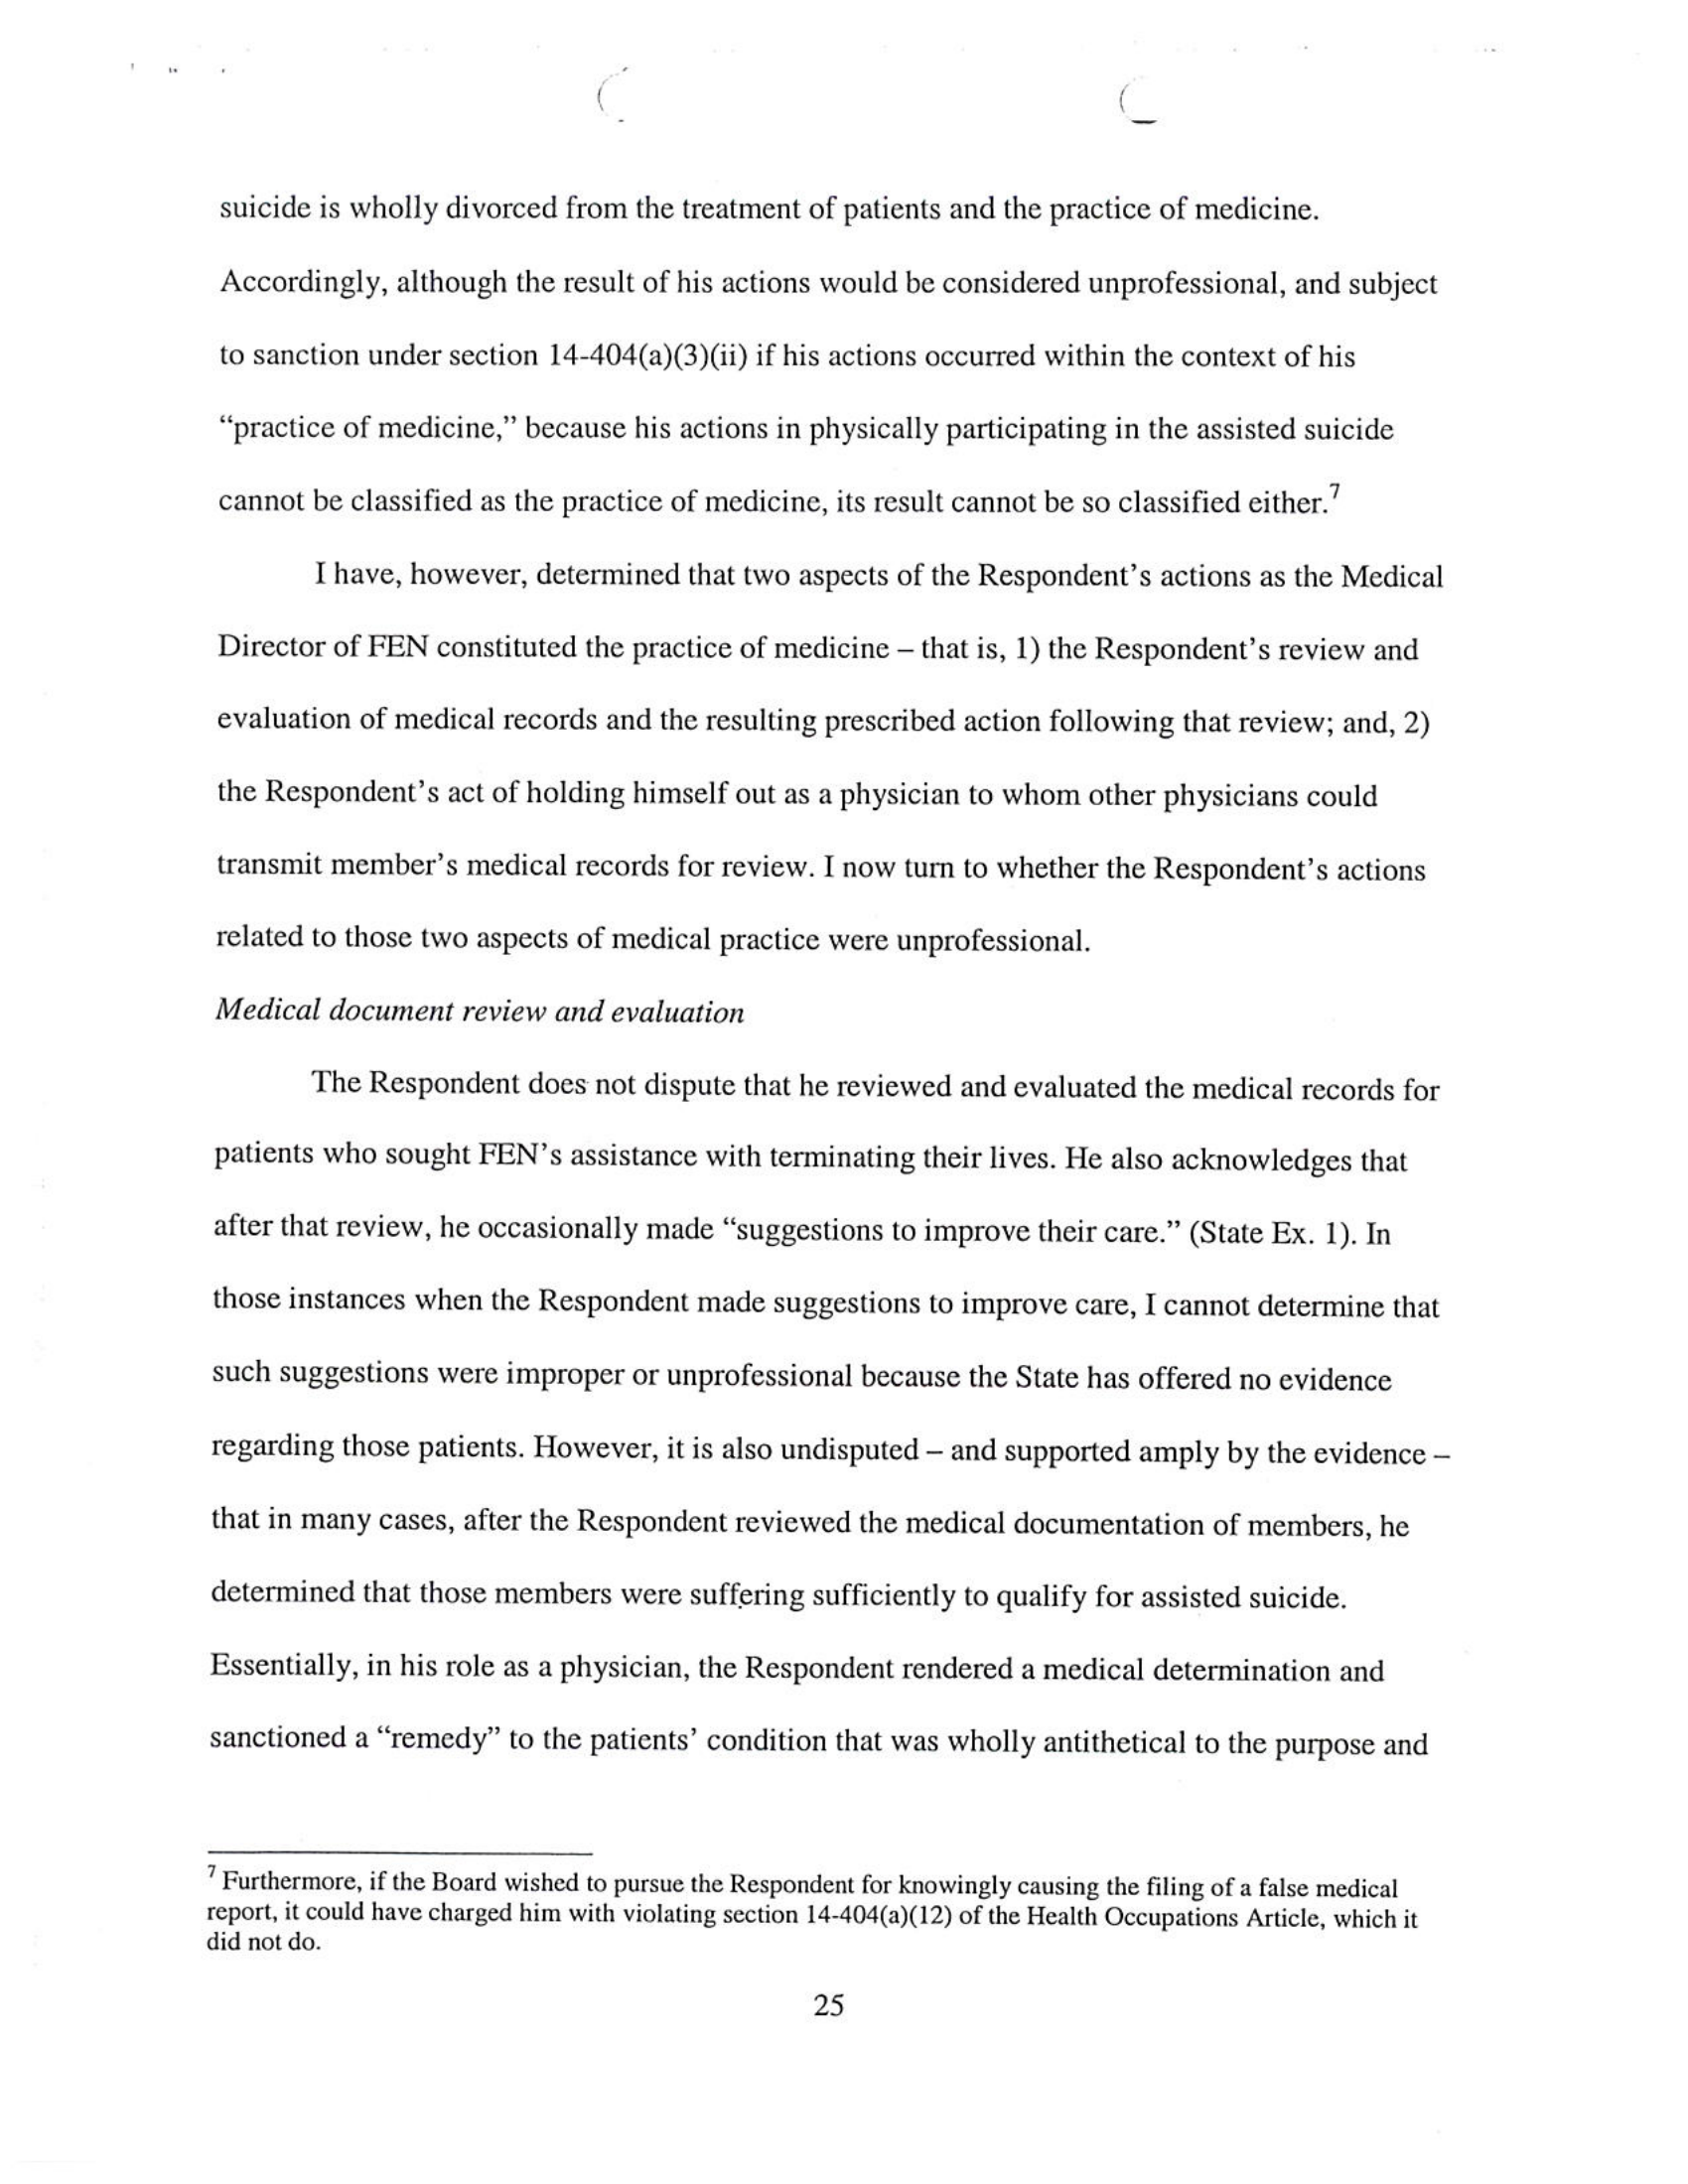 suicide is wholly divorced from the treatment of patients and the practice of medicine.
Accordingly, although the result of his actions would be considered unprofessional, and subject
to sanction under section 14-404(a)(3)(ii) if his actions occurred within the context of his
“practice of medicine,” because his actions in physically participating in the assisted suicide
cannot be classified as the practice of medicine, its result cannot be so classified either.7
I have, however, determined that two aspects of the Respondent’s actions as the Medical
Director of FEN constituted the practice of medicine – that is, 1) the Respondent’s review and
evaluation of medical records and the resulting prescribed action following that review; and, 2)
the Respondent’s act of holding himself out as a physician to whom other physicians could
transmit member’s medical records for review. I now turn to whether the Respondent’s actions
related to those two aspects of medical practice were unprofessional.
Medical document review and evaluation
The Respondent does not dispute that he reviewed and evaluated the medical records for
patients who sought FEN’s assistance with terminating their lives. He also acknowledges that
after that review, he occasionally made “suggestions to improve their care.” (State Ex. 1). In
those instances when the Respondent made suggestions to improve care, I cannot determine that
such suggestions were improper or unprofessional because the State has offered no evidence
regarding those patients. However, it is also undisputed – and supported amply by the evidence –
that in many cases, after the Respondent reviewed the medical documentation of members, he
determined that those members were suffering sufficiently to qualify for assisted suicide.
Essentially, in his role as a physician, the Respondent rendered a medical determination and
sanctioned a “remedy” to the patients’ condition that was wholly antithetical to the purpose and
7 Furthermore, if the Board wished to pursue the Respondent for knowingly causing the filing of a false medical
report, it could have charged him with violating section 14-404(a)(12) of the Health Occupations Article, which it
did not do.
25